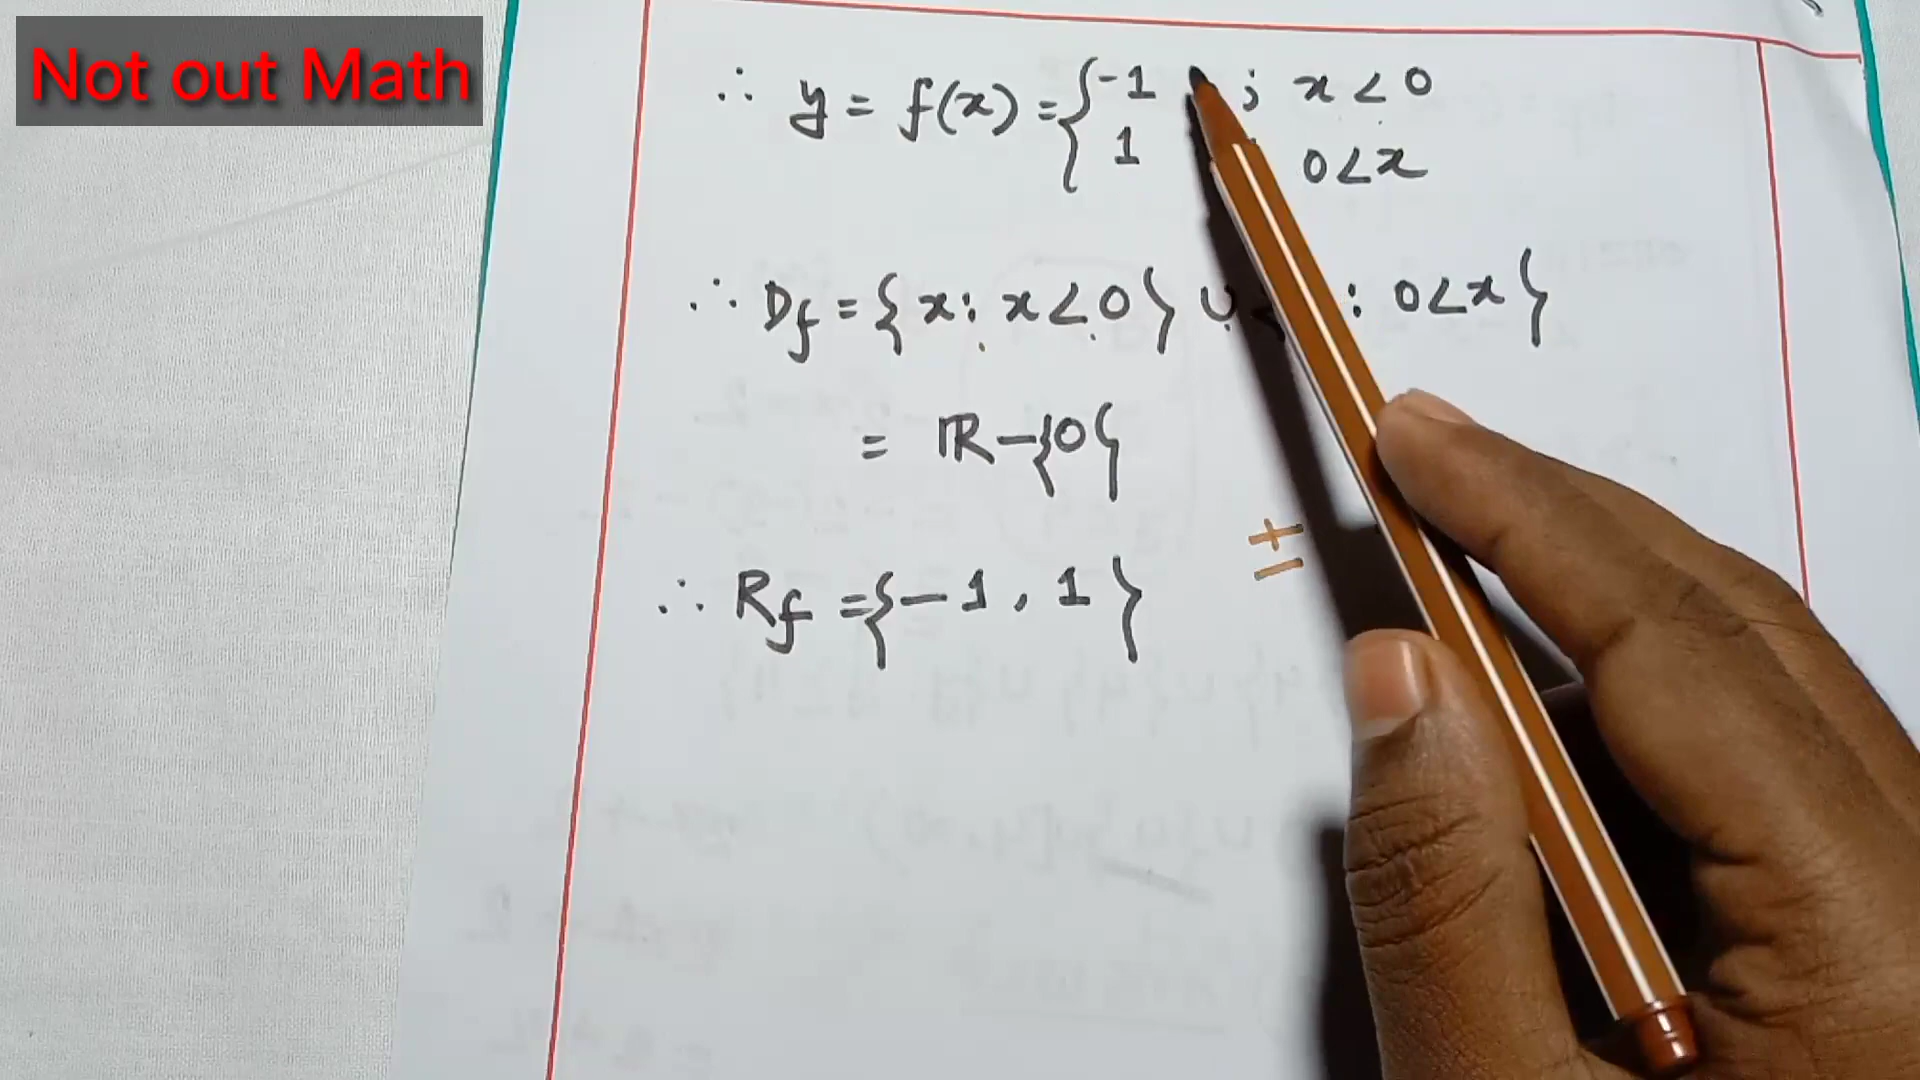 Not out Math
∴ y = f(x) = { -1 ; x < 0
1 0 < x
∴ Df = {x : x < 0} ∪ { : 0 < x}
= ℝ - {0}
±
∴ Rf = {-1, 1}